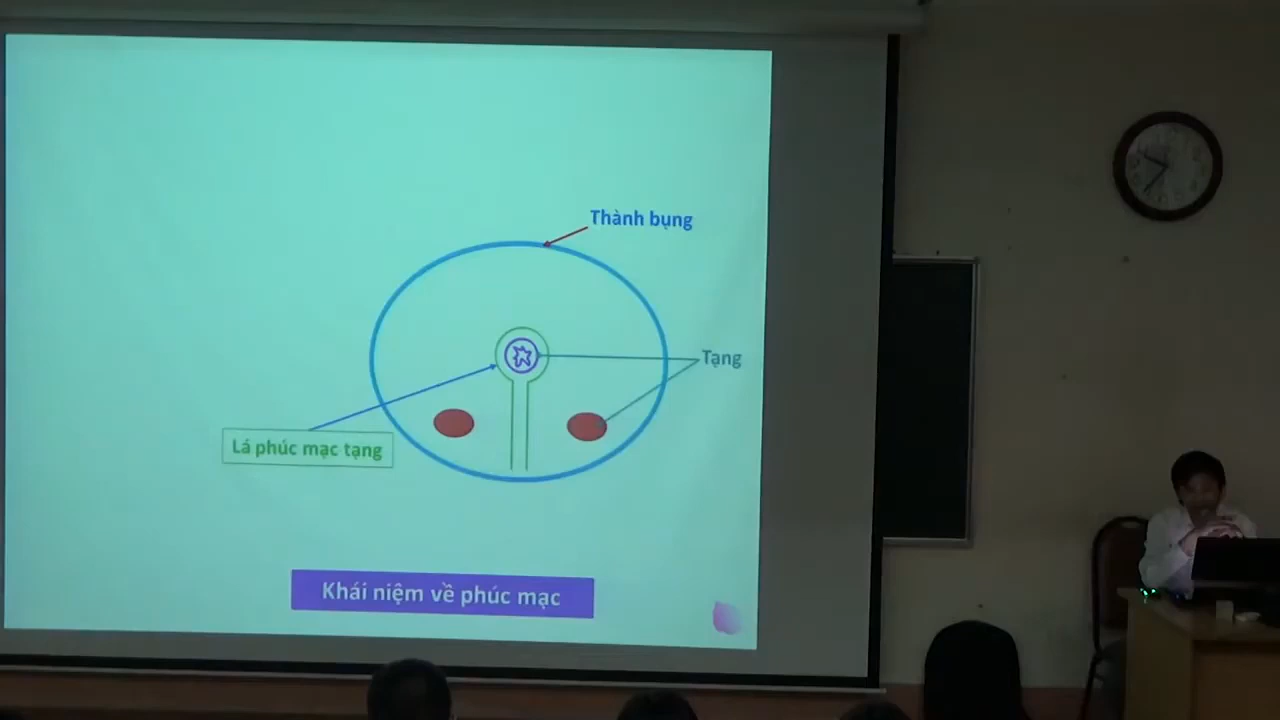 Thành bụng
Tạng
Lá phúc mạc tạng
Khái niệm về phúc mạc